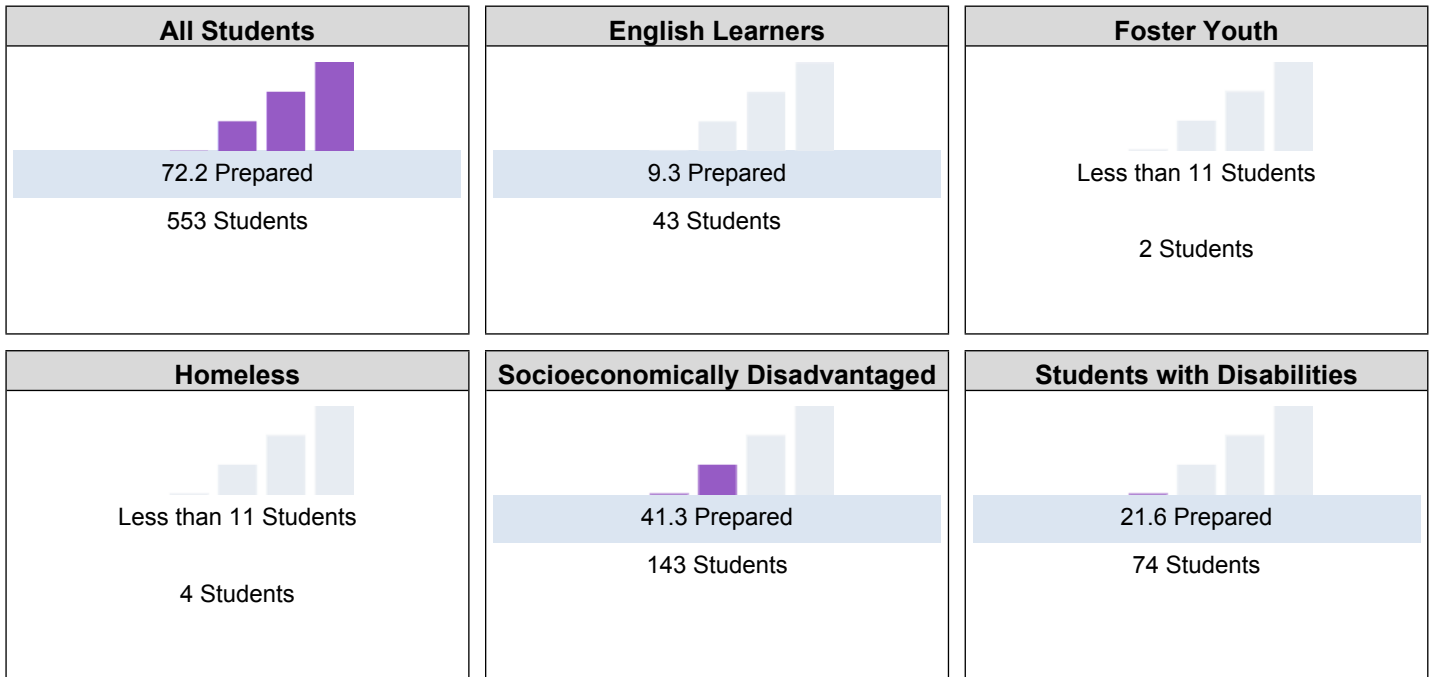 All Students
72.2 Prepared
553 Students
English Learners
9.3 Prepared
43 Students
Foster Youth
Less than 11 Students
2 Students
Homeless
Less than 11 Students
4 Students
Socioeconomically Disadvantaged
41.3 Prepared
143 Students
Students with Disabilities
21.6 Prepared
74 Students